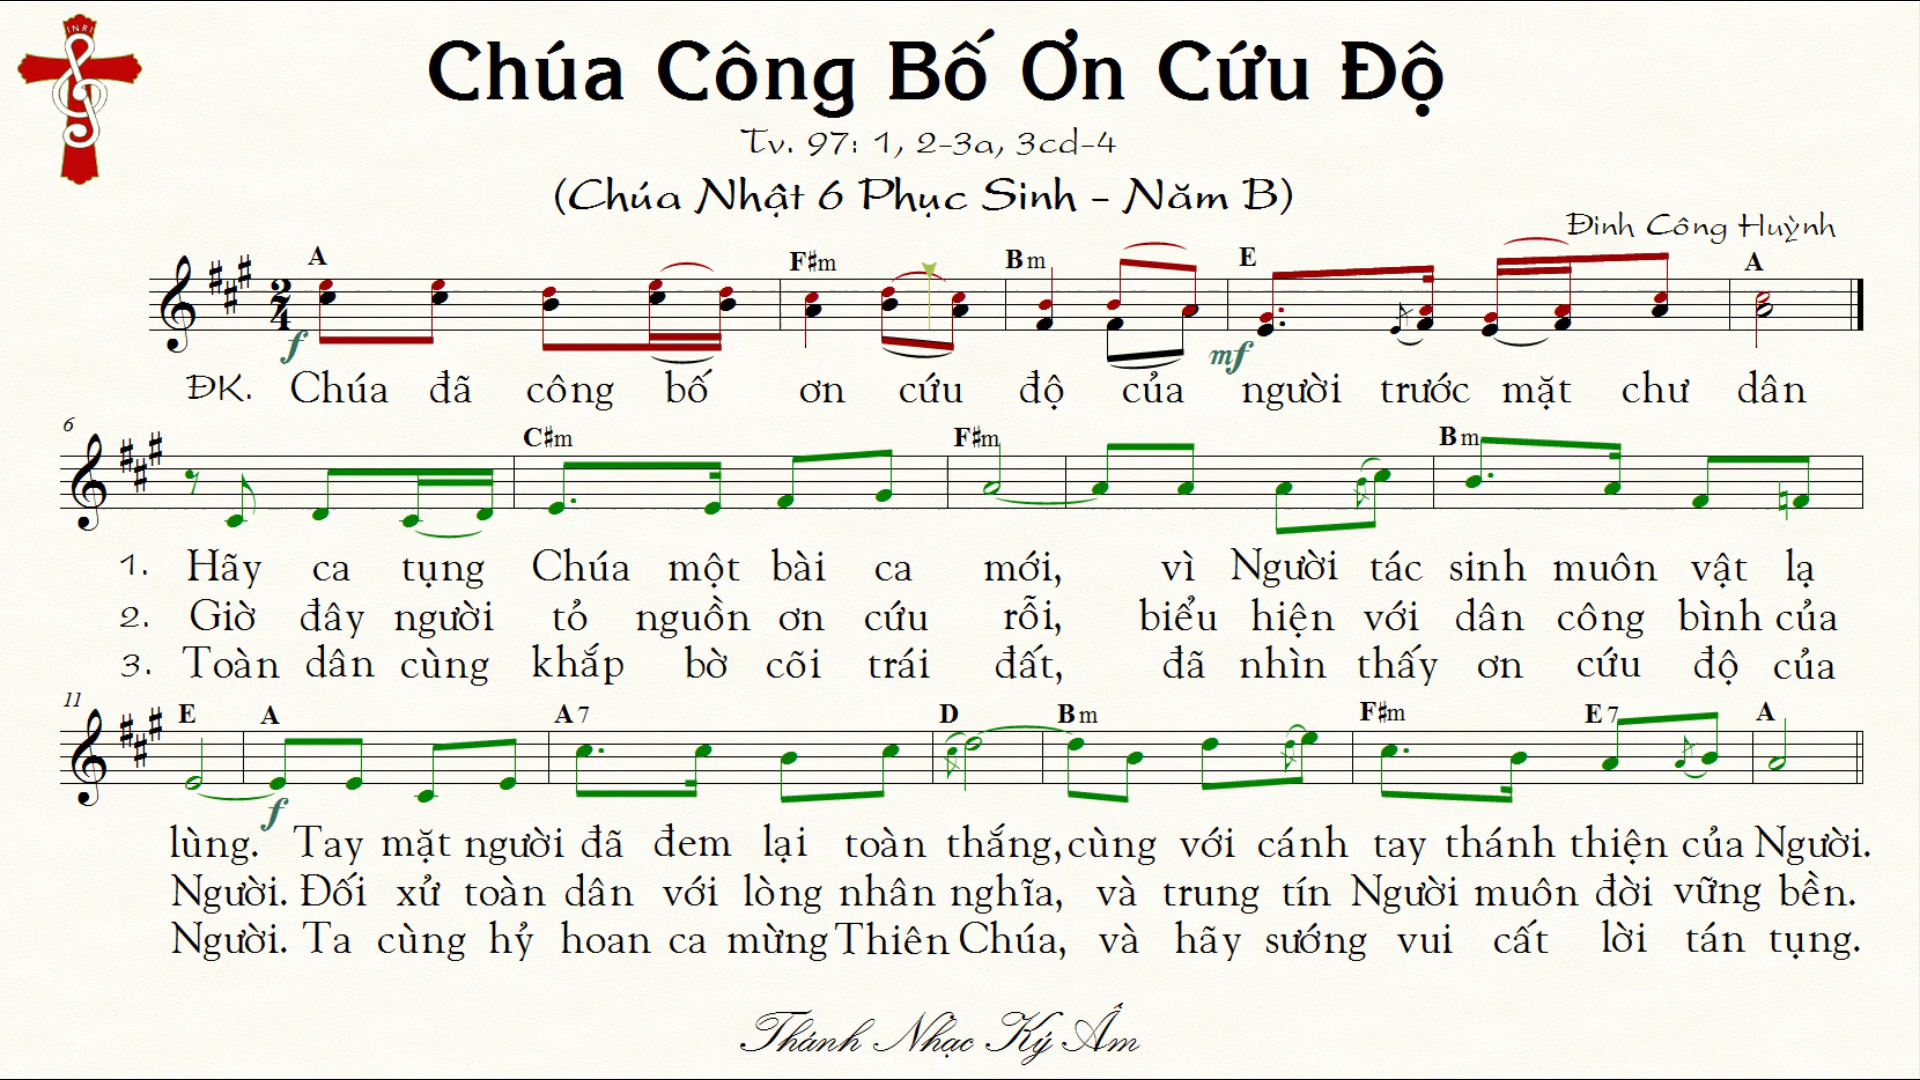 INRI
Chúa Công Bố Ơn Cứu Độ
Tv. 97: 1, 2-3a, 3cd-4
(Chúa Nhật 6 Phục Sinh - Năm B)
Đinh Công Huỳnh
A F♯m Bm E A
2/4
f mf
ĐK. Chúa đã công bố ơn cứu độ của người trước mặt chư dân
6
C♯m F♯m Bm
1. Hãy ca tụng Chúa một bài ca mới, vì Người tác sinh muôn vật lạ
2. Giờ đây người tỏ nguồn ơn cứu rỗi, biểu hiện với dân công bình của
3. Toàn dân cùng khắp bờ cõi trái đất, đã nhìn thấy ơn cứu độ của
11
E A A7 D Bm F♯m E7 A
f
lùng. Tay mặt người đã đem lại toàn thắng, cùng với cánh tay thánh thiện của Người.
Người. Đối xử toàn dân với lòng nhân nghĩa, và trung tín Người muôn đời vững bền.
Người. Ta cùng hỷ hoan ca mừng Thiên Chúa, và hãy sướng vui cất lời tán tụng.
Thánh Nhạc Ký Âm